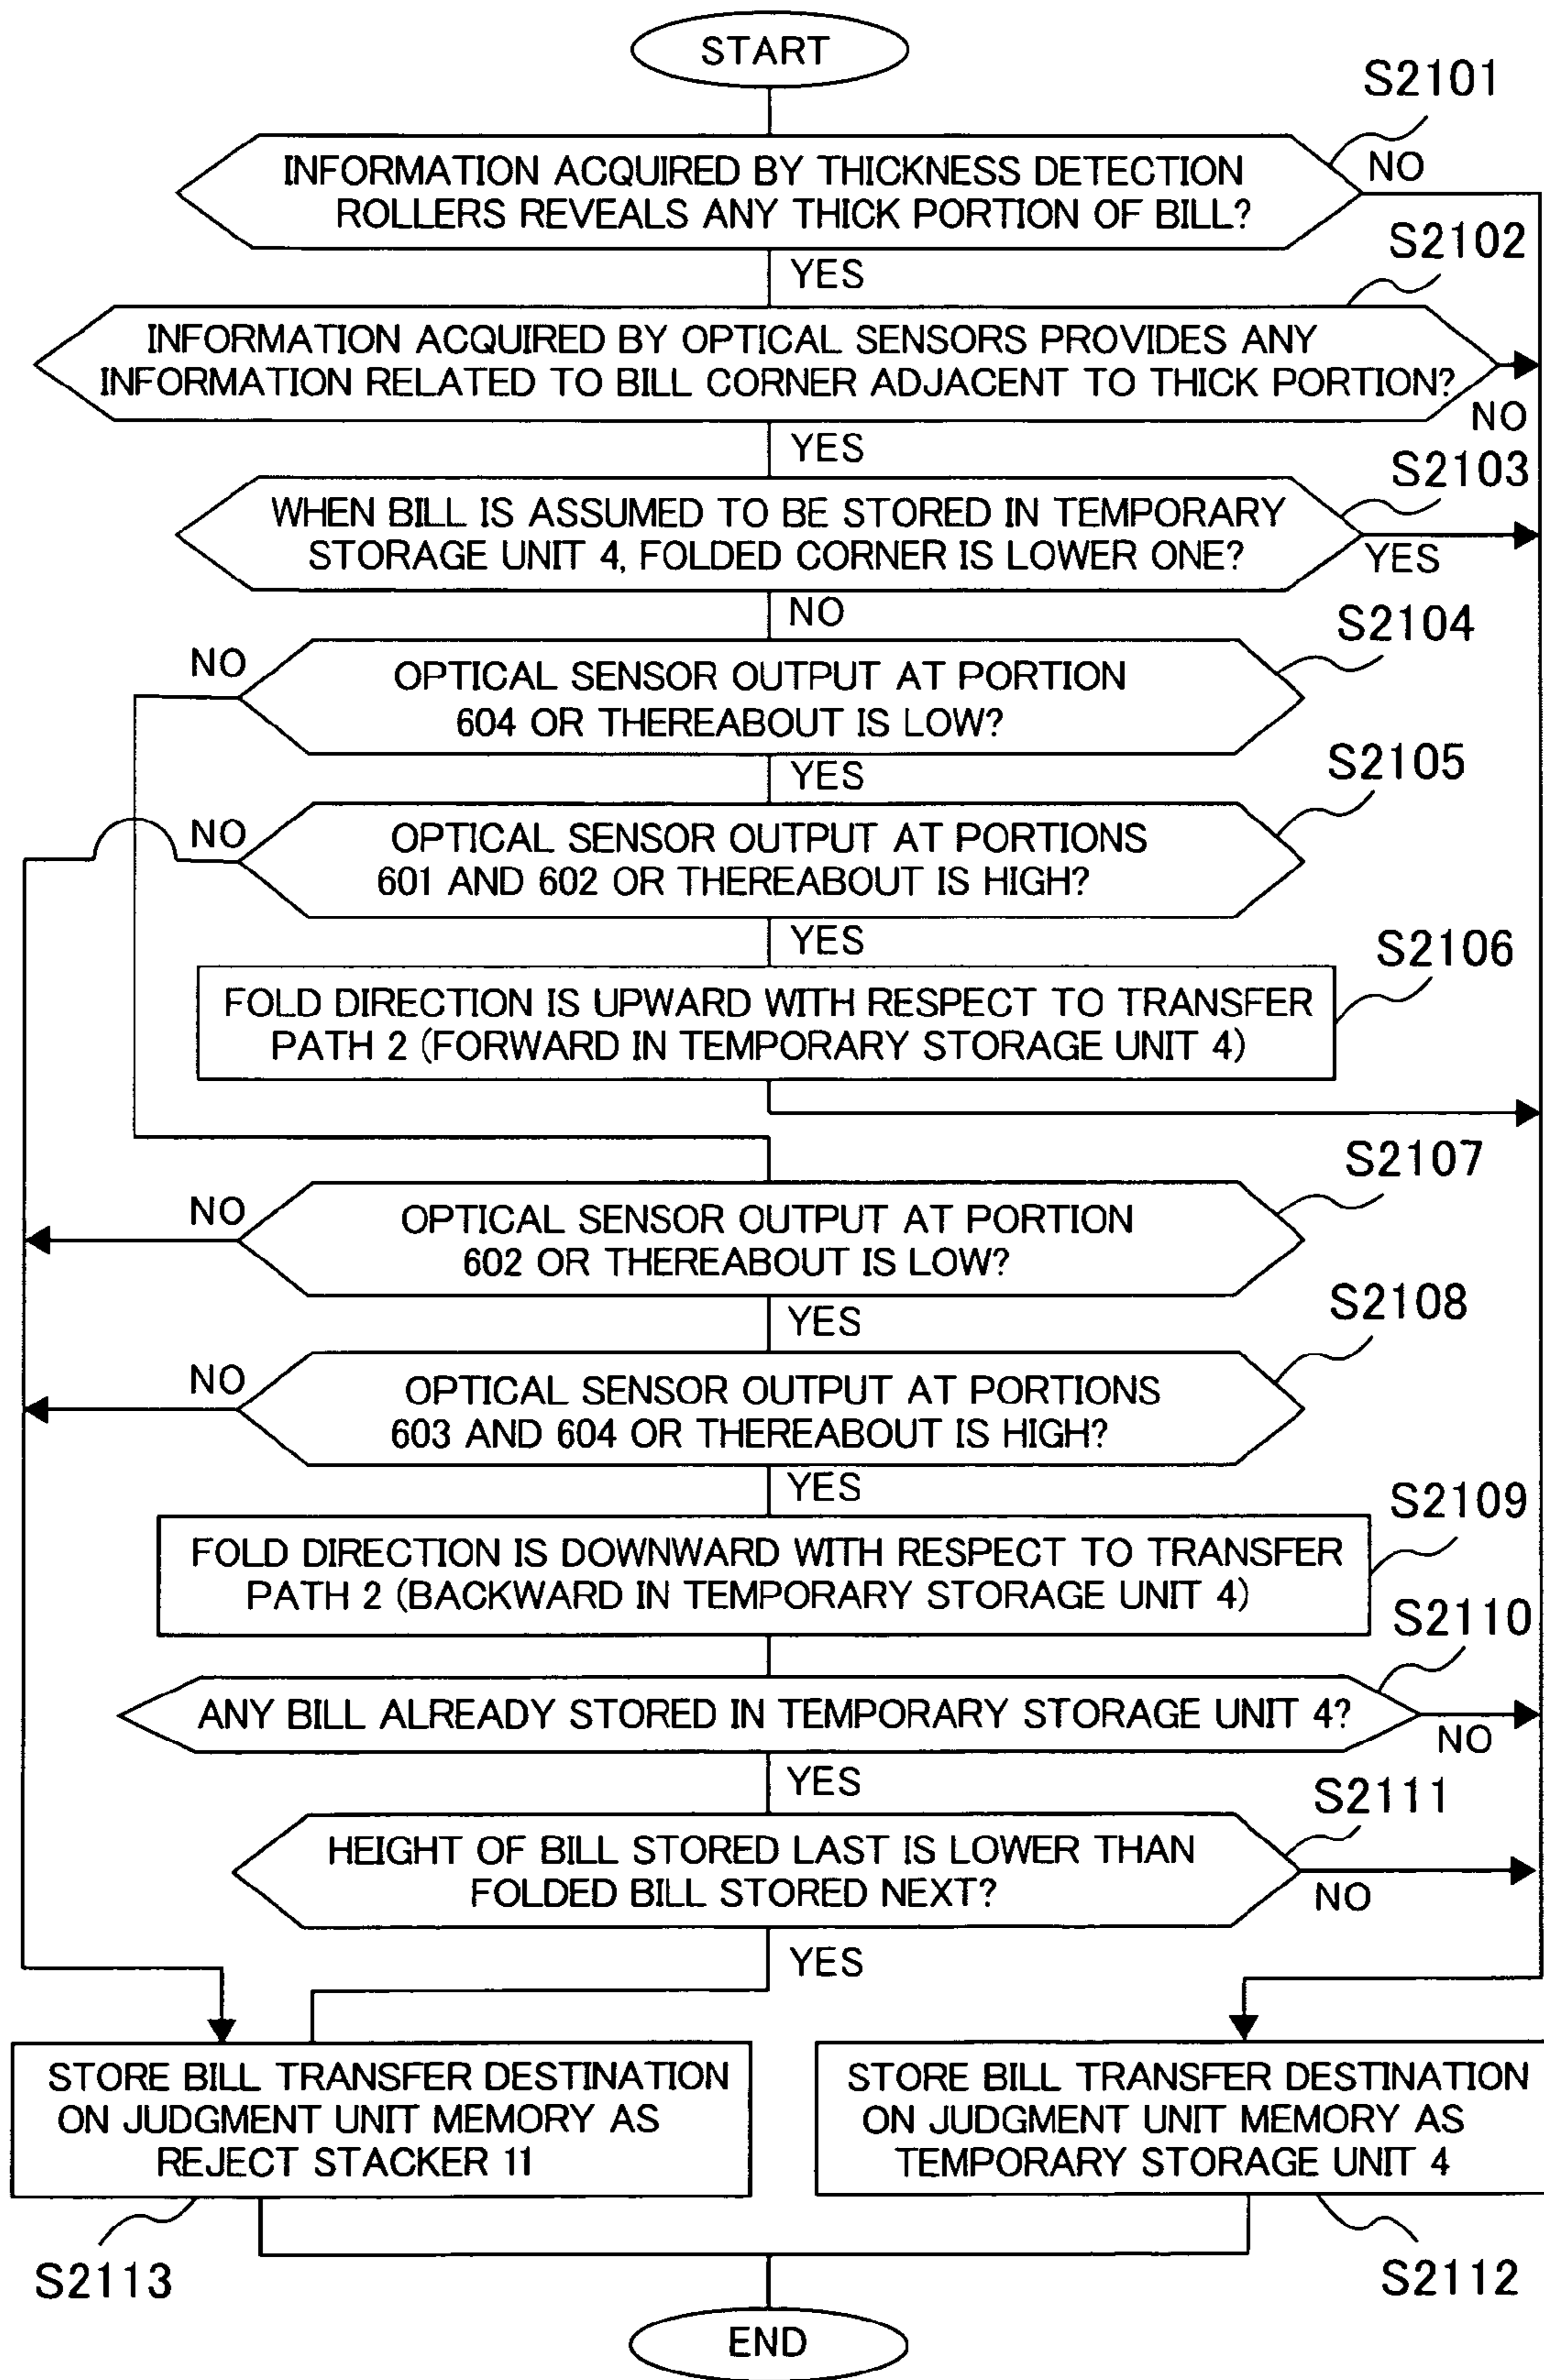 START
S2101
INFORMATION ACQUIRED BY THICKNESS DETECTION
ROLLERS REVEALS ANY THICK PORTION OF BILL?
NO
YES
S2102
INFORMATION ACQUIRED BY OPTICAL SENSORS PROVIDES ANY
INFORMATION RELATED TO BILL CORNER ADJACENT TO THICK PORTION?
NO
YES
S2103
WHEN BILL IS ASSUMED TO BE STORED IN TEMPORARY
STORAGE UNIT 4, FOLDED CORNER IS LOWER ONE?
YES
NO
S2104
NO
OPTICAL SENSOR OUTPUT AT PORTION
604 OR THEREABOUT IS LOW?
YES
S2105
NO
OPTICAL SENSOR OUTPUT AT PORTIONS
601 AND 602 OR THEREABOUT IS HIGH?
YES
S2106
FOLD DIRECTION IS UPWARD WITH RESPECT TO TRANSFER
PATH 2 (FORWARD IN TEMPORARY STORAGE UNIT 4)
S2107
NO
OPTICAL SENSOR OUTPUT AT PORTION
602 OR THEREABOUT IS LOW?
YES
S2108
NO
OPTICAL SENSOR OUTPUT AT PORTIONS
603 AND 604 OR THEREABOUT IS HIGH?
YES
S2109
FOLD DIRECTION IS DOWNWARD WITH RESPECT TO TRANSFER
PATH 2 (BACKWARD IN TEMPORARY STORAGE UNIT 4)
S2110
ANY BILL ALREADY STORED IN TEMPORARY STORAGE UNIT 4?
NO
YES
S2111
HEIGHT OF BILL STORED LAST IS LOWER THAN
FOLDED BILL STORED NEXT?
NO
YES
STORE BILL TRANSFER DESTINATION
ON JUDGMENT UNIT MEMORY AS
REJECT STACKER 11
STORE BILL TRANSFER DESTINATION
ON JUDGMENT UNIT MEMORY AS
TEMPORARY STORAGE UNIT 4
S2113
S2112
END